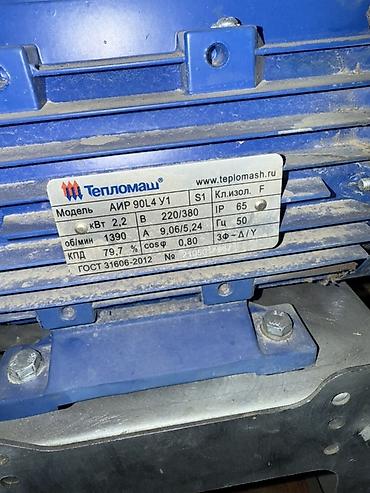 Тепломаш www.teplomash.ru
Модель АИР 90L4 У1 S1 Кл.изол. F
кВт 2,2 В 220/380 IP 65
об/мин 1390 А 9,06/5,24 Гц 50
КПД 79,7% cosφ 0,80 3Ф ~ Δ/Y
ГОСТ 31606-2012 №